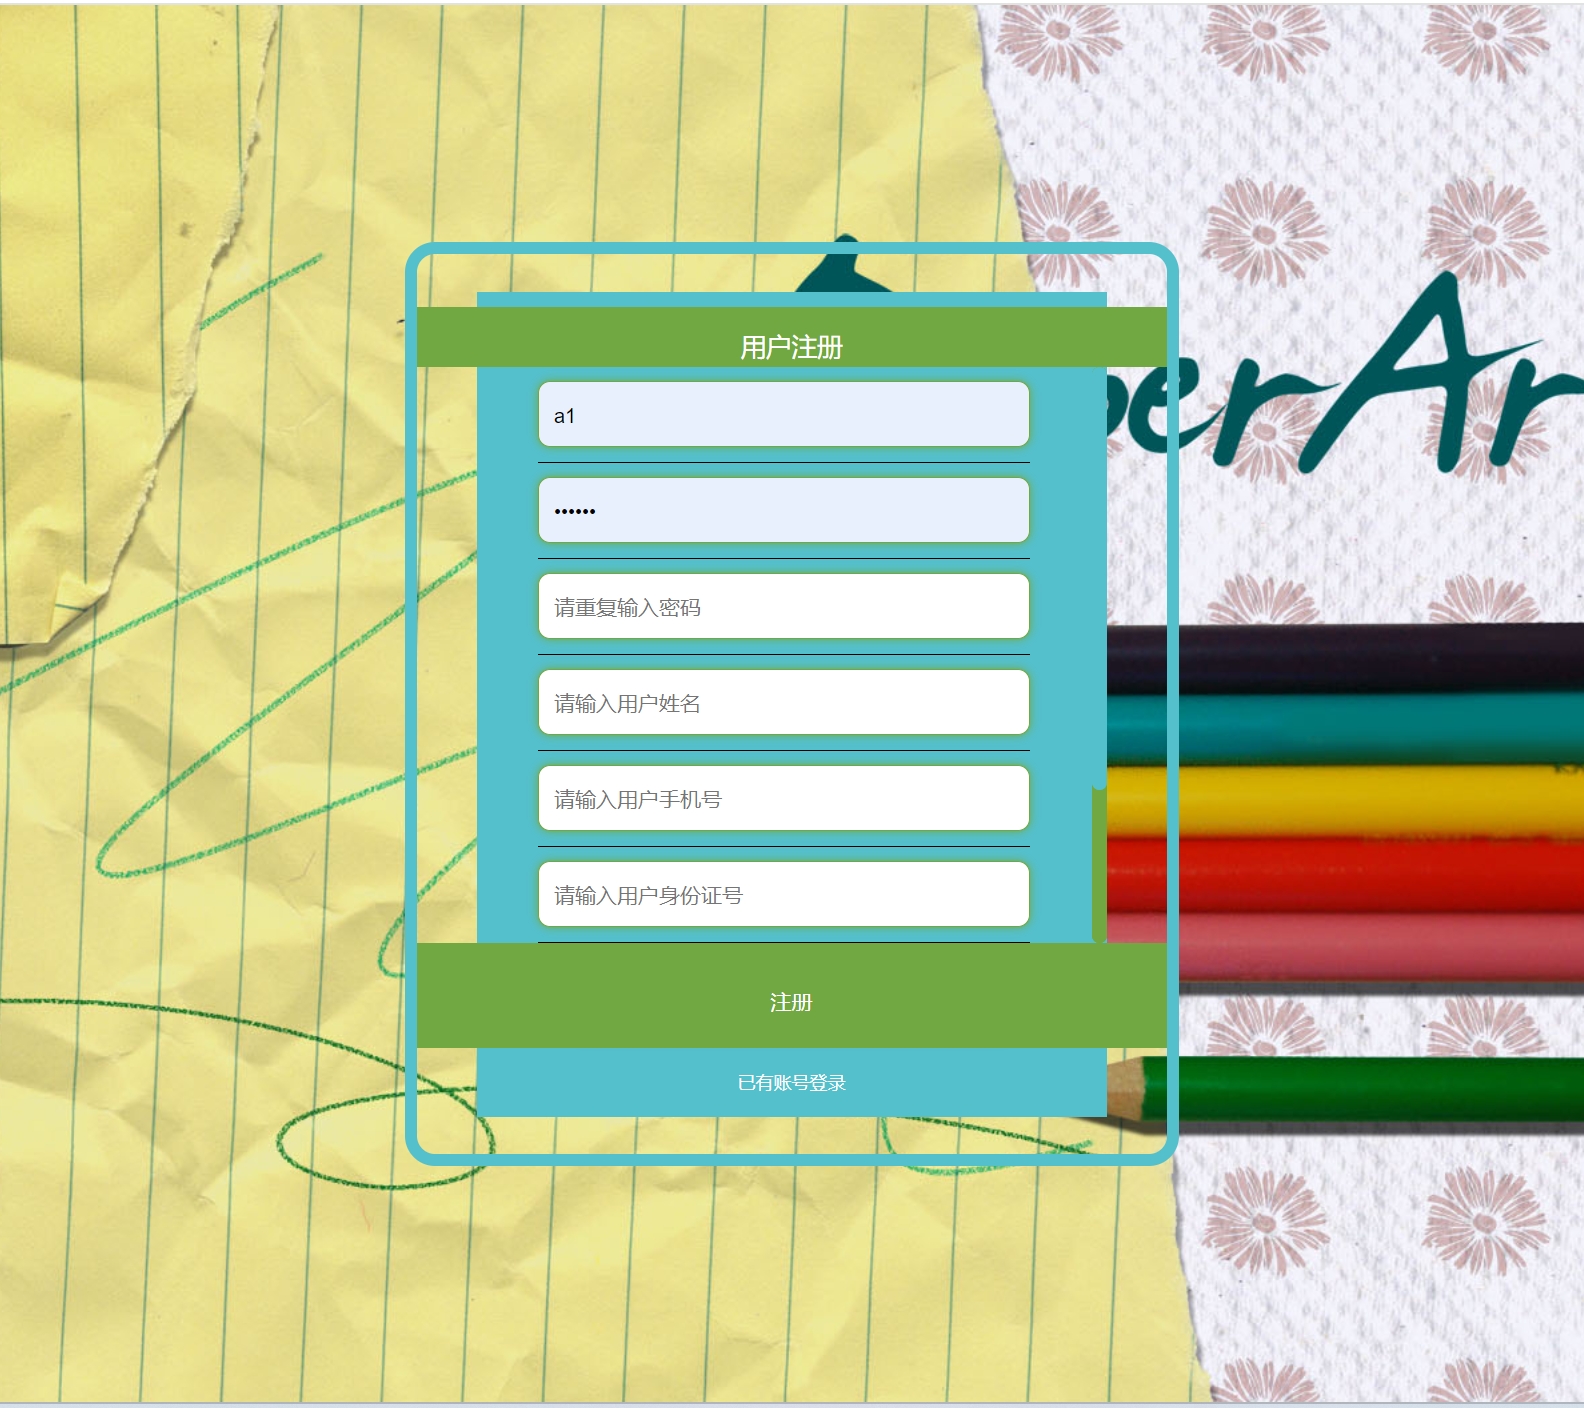 用户注册
a1
••••••
请重复输入密码
请输入用户姓名
请输入用户手机号
请输入用户身份证号
注册
已有账号登录
erAr